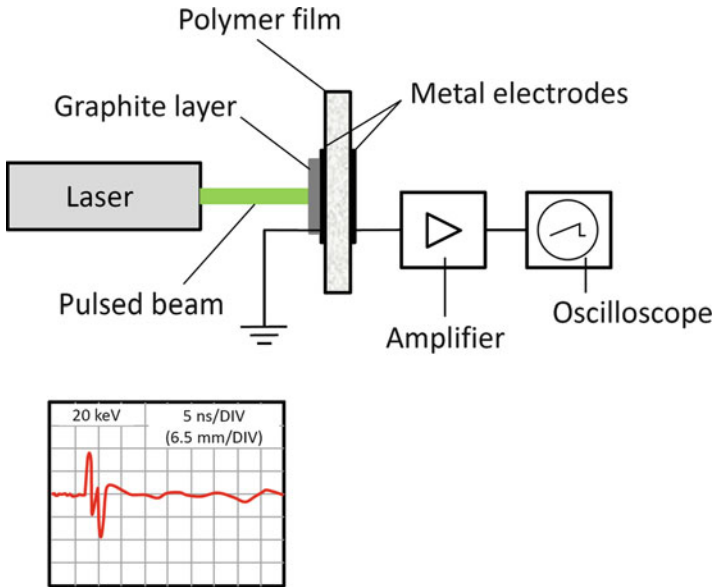 Polymer film
Graphite layer
Metal electrodes
Laser
Pulsed beam
Amplifier
Oscilloscope
20 keV
5 ns/DIV
(6.5 mm/DIV)